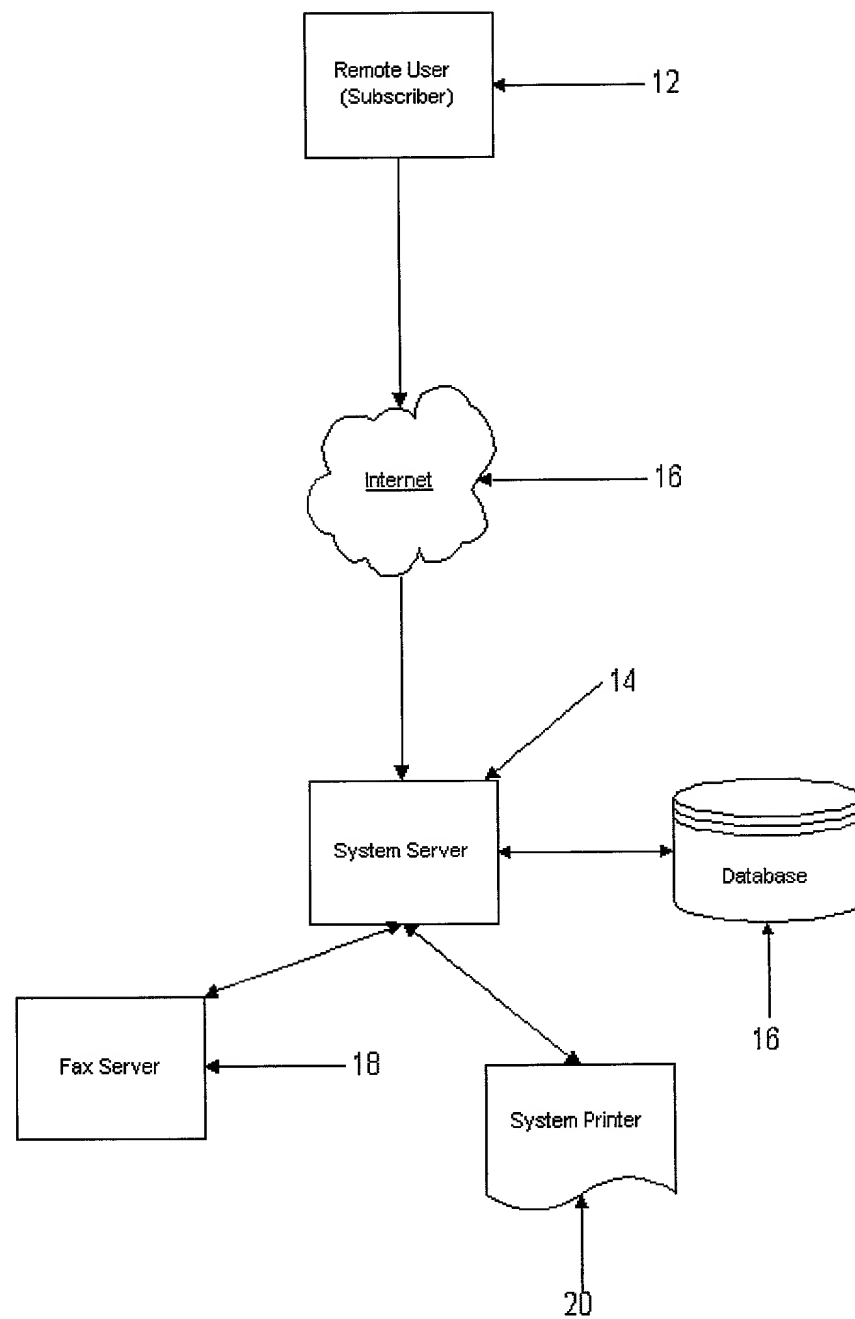 Remote User
(Subscriber)
12
Internet
16
14
System Server
Database
16
Fax Server
18
System Printer
20